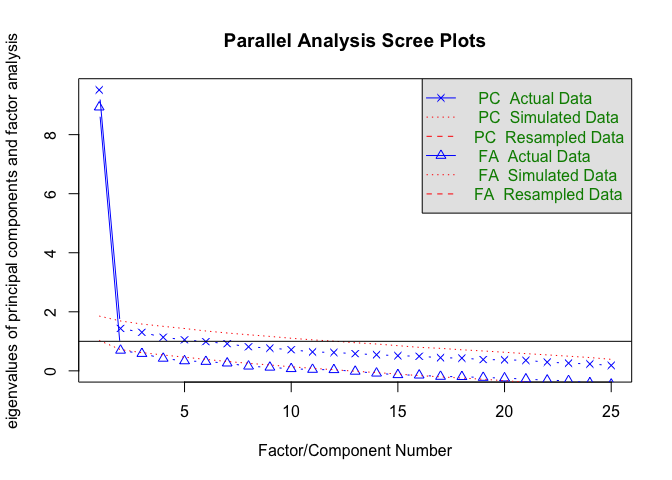 Parallel Analysis Scree Plots
eigenvalues of principal components and factor analysis
8
6
4
2
0
PC  Actual Data
PC  Simulated Data
PC  Resampled Data
FA  Actual Data
FA  Simulated Data
FA  Resampled Data
5 10 15 20 25
Factor/Component Number